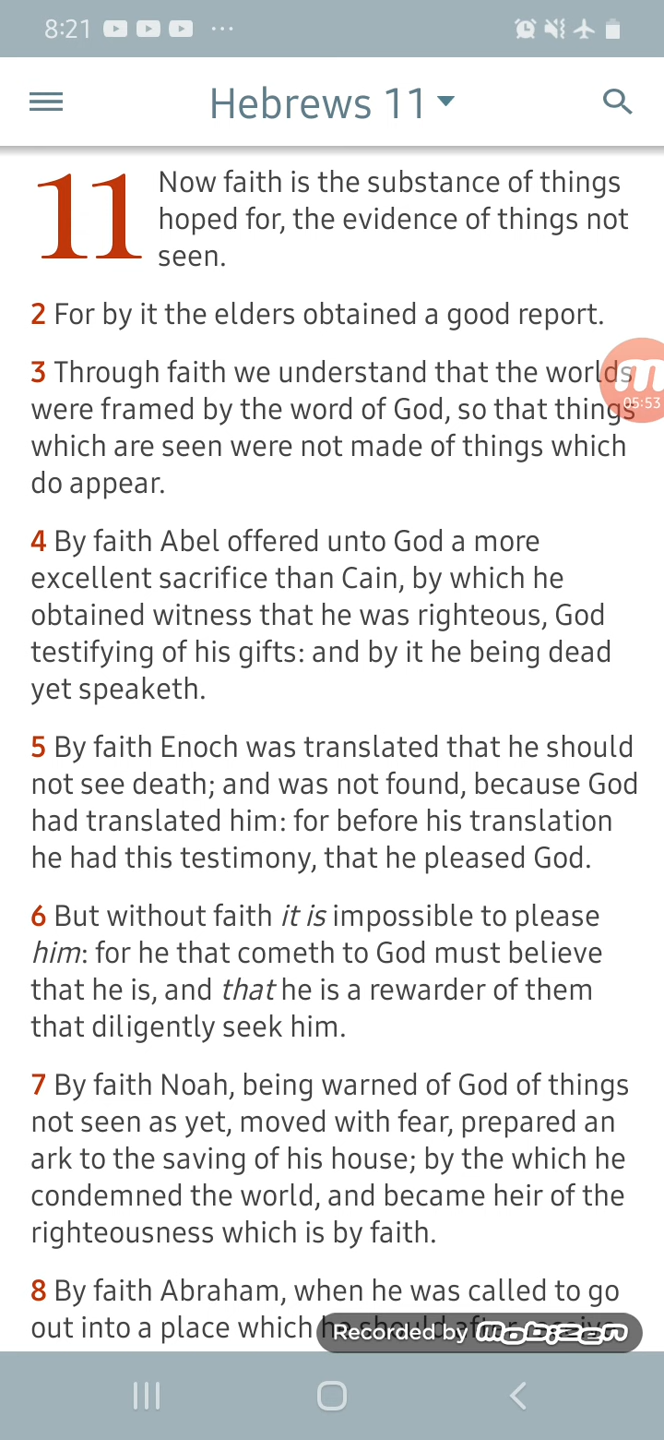 8:21
Hebrews 11
11 Now faith is the substance of things
hoped for, the evidence of things not
seen.
2 For by it the elders obtained a good report.
3 Through faith we understand that the worlds
were framed by the word of God, so that things
which are seen were not made of things which
do appear.
05:53
4 By faith Abel offered unto God a more
excellent sacrifice than Cain, by which he
obtained witness that he was righteous, God
testifying of his gifts: and by it he being dead
yet speaketh.
5 By faith Enoch was translated that he should
not see death; and was not found, because God
had translated him: for before his translation
he had this testimony, that he pleased God.
6 But without faith it is impossible to please
him: for he that cometh to God must believe
that he is, and that he is a rewarder of them
that diligently seek him.
7 By faith Noah, being warned of God of things
not seen as yet, moved with fear, prepared an
ark to the saving of his house; by the which he
condemned the world, and became heir of the
righteousness which is by faith.
8 By faith Abraham, when he was called to go
out into a place which he should after receive
Recorded by MOBIZEN